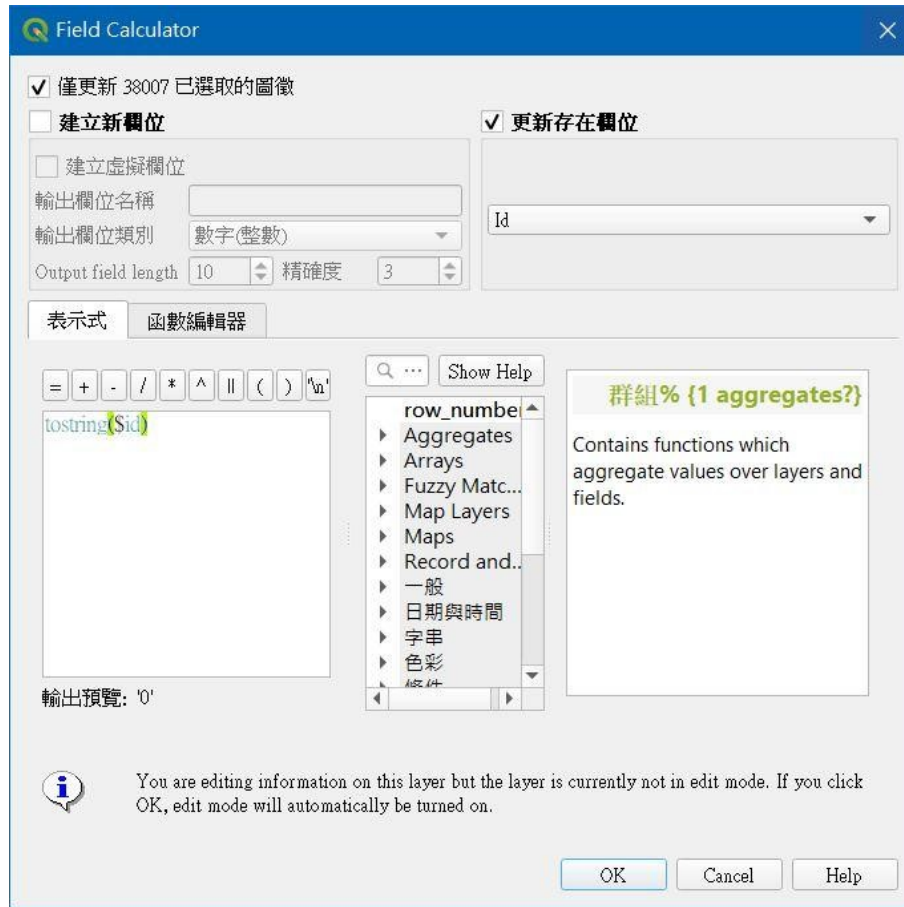 Field Calculator
僅更新 38007 已選取的圖徵
建立新欄位
更新存在欄位
建立虛擬欄位
輸出欄位名稱
輸出欄位類別 數字(整數)
Output field length 10 精確度 3
Id
表示式 函數編輯器
= + - / * ^ || ( ) '\n'
... Show Help
tostring($id)
row_number
Aggregates
Arrays
Fuzzy Matc...
Map Layers
Maps
Record and...
一般
日期與時間
字串
色彩
條件
群組% {1 aggregates?}
Contains functions which
aggregate values over layers and
fields.
輸出預覽: '0'
You are editing information on this layer but the layer is currently not in edit mode. If you click
OK, edit mode will automatically be turned on.
OK Cancel Help